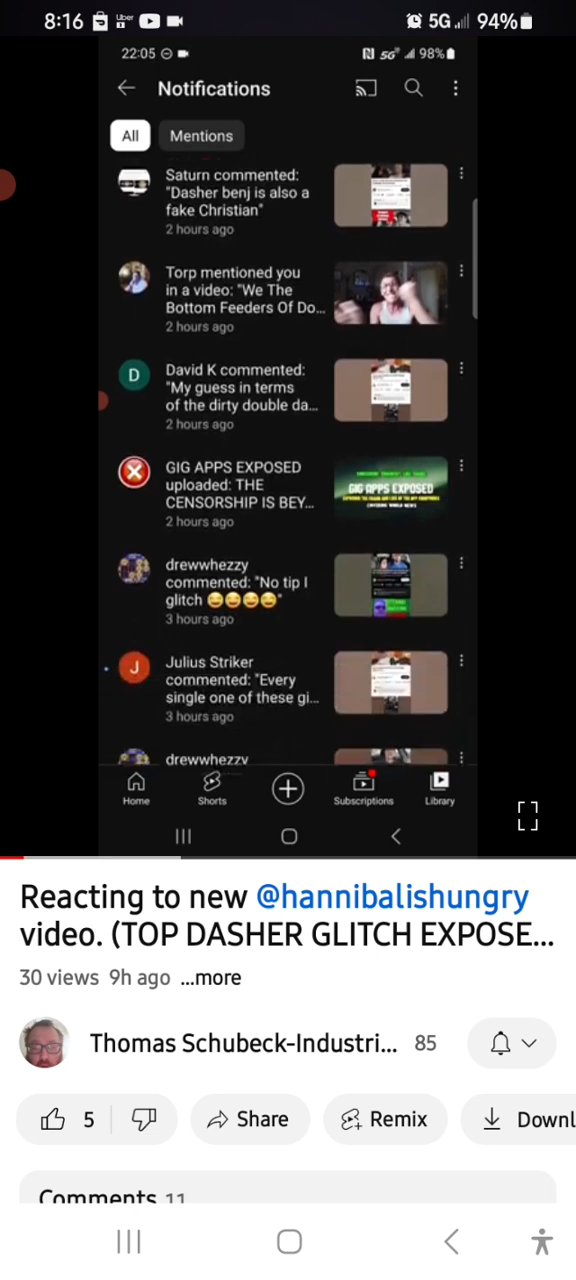 8:16
Uber
5G
94%
22:05
5G
98%
Notifications
All
Mentions
Saturn commented:
"Dasher benj is also a
fake Christian"
2 hours ago
Torp mentioned you
in a video: "We The
Bottom Feeders Of Do...
2 hours ago
D
David K commented:
"My guess in terms
of the dirty double da...
2 hours ago
GIG APPS EXPOSED
uploaded: THE
CENSORSHIP IS BEY...
2 hours ago
GIG APPS EXPOSED
drewwhezzy
commented: "No tip I
glitch 😂😂😂😂"
3 hours ago
J
Julius Striker
commented: "Every
single one of these gi...
3 hours ago
drewwhezzy
Home
Shorts
Subscriptions
Library
Reacting to new @hannibalishungry
video. (TOP DASHER GLITCH EXPOSE...
30 views 9h ago ...more
Thomas Schubeck-Industri... 85
5
Share
Remix
Downl
Comments 11